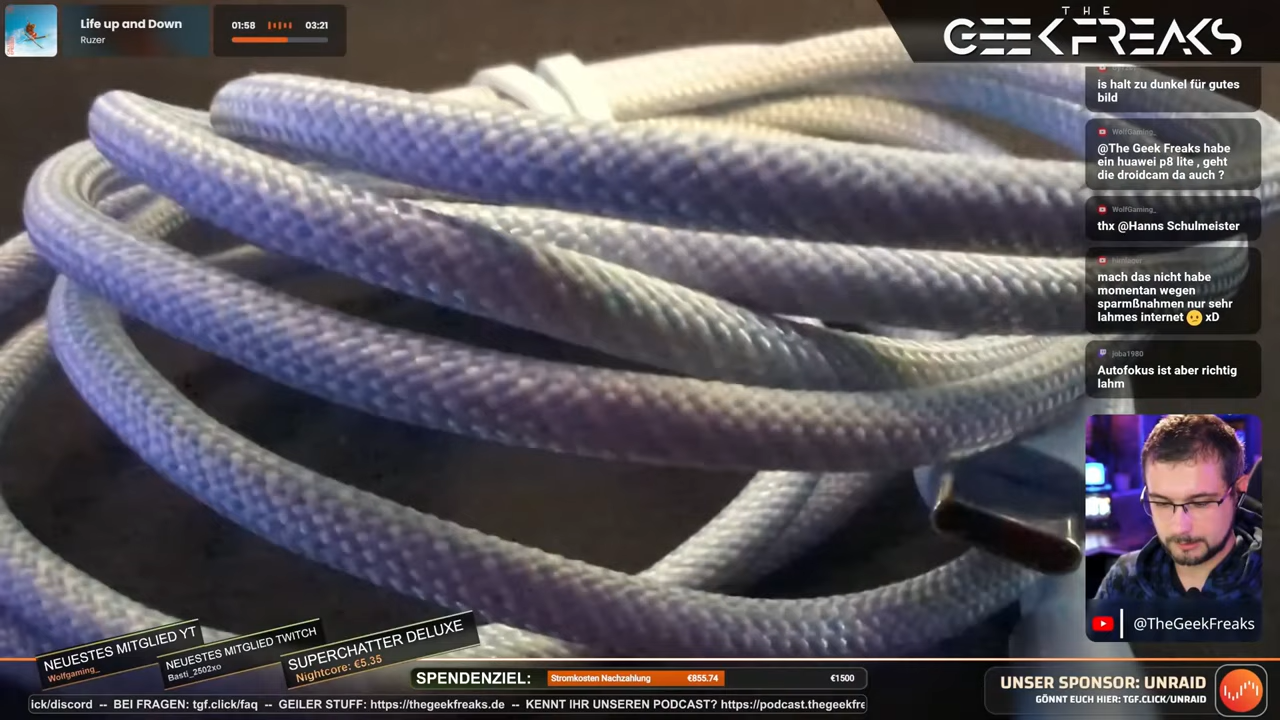 Life up and Down
Ruzer
01:58
03:21
THE
GEEKFREAKS
is halt zu dunkel für gutes
bild
WolfGaming_
@The Geek Freaks habe
ein huawei p8 lite , geht
die droidcam da auch ?
WolfGaming_
thx @Hanns Schulmeister
mach das nicht habe
momentan wegen
sparmßnahmen nur sehr
lahmes internet 😕 xD
joba1980
Autofokus ist aber richtig
lahm
@TheGeekFreaks
NEUESTES MITGLIED YT
Wolfgaming_
NEUESTES MITGLIED TWITCH
Basti_2502xo
SUPERCHATTER DELUXE
Nightcore: €5.35
SPENDENZIEL:
Stromkosten Nachzahlung
€855.74
€1500
UNSER SPONSOR: UNRAID
GÖNNT EUCH HIER: TGF.CLICK/UNRAID
ick/discord -- BEI FRAGEN: tgf.click/faq -- GEILER STUFF: https://thegeekfreaks.de -- KENNT IHR UNSEREN PODCAST? https://podcast.thegeekfre